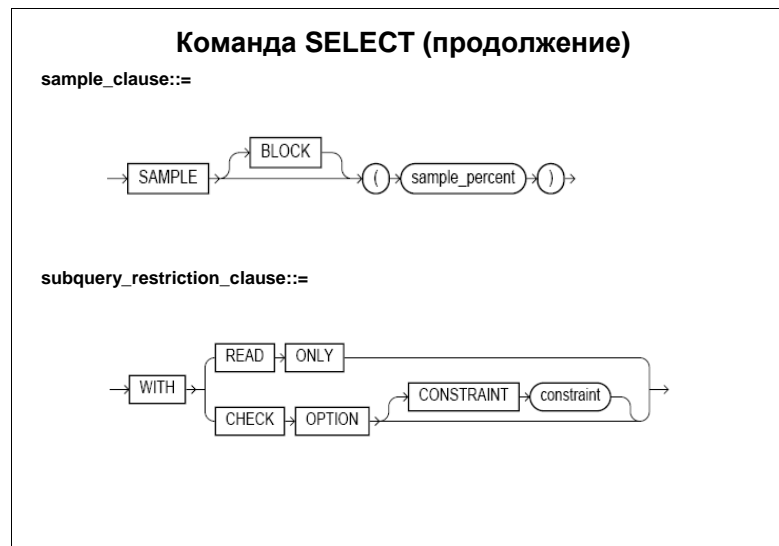 Команда SELECT (продолжение)
sample_clause::=
BLOCK
SAMPLE ( sample_percent )
subquery_restriction_clause::=
READ ONLY
WITH CONSTRAINT constraint
CHECK OPTION